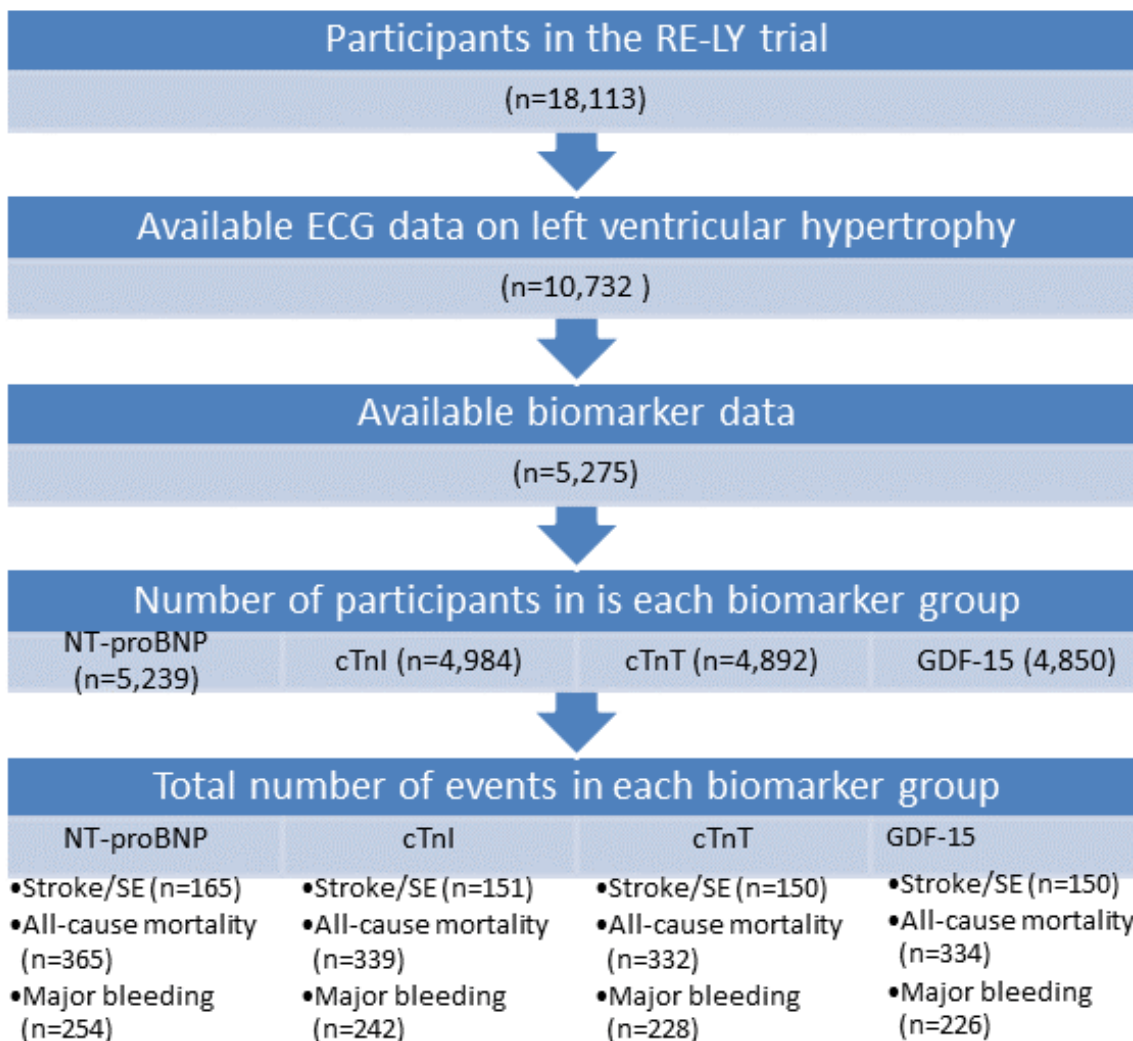 Participants in the RE-LY trial
(n=18,113)
Available ECG data on left ventricular hypertrophy
(n=10,732 )
Available biomarker data
(n=5,275)
Number of participants in is each biomarker group
NT-proBNP
(n=5,239)
cTnI (n=4,984)
cTnT (n=4,892)
GDF-15 (4,850)
Total number of events in each biomarker group
NT-proBNP
•Stroke/SE (n=165)
•All-cause mortality
(n=365)
•Major bleeding
(n=254)
cTnI
•Stroke/SE (n=151)
•All-cause mortality
(n=339)
•Major bleeding
(n=242)
cTnT
•Stroke/SE (n=150)
•All-cause mortality
(n=332)
•Major bleeding
(n=228)
GDF-15
•Stroke/SE (n=150)
•All-cause mortality
(n=334)
•Major bleeding
(n=226)